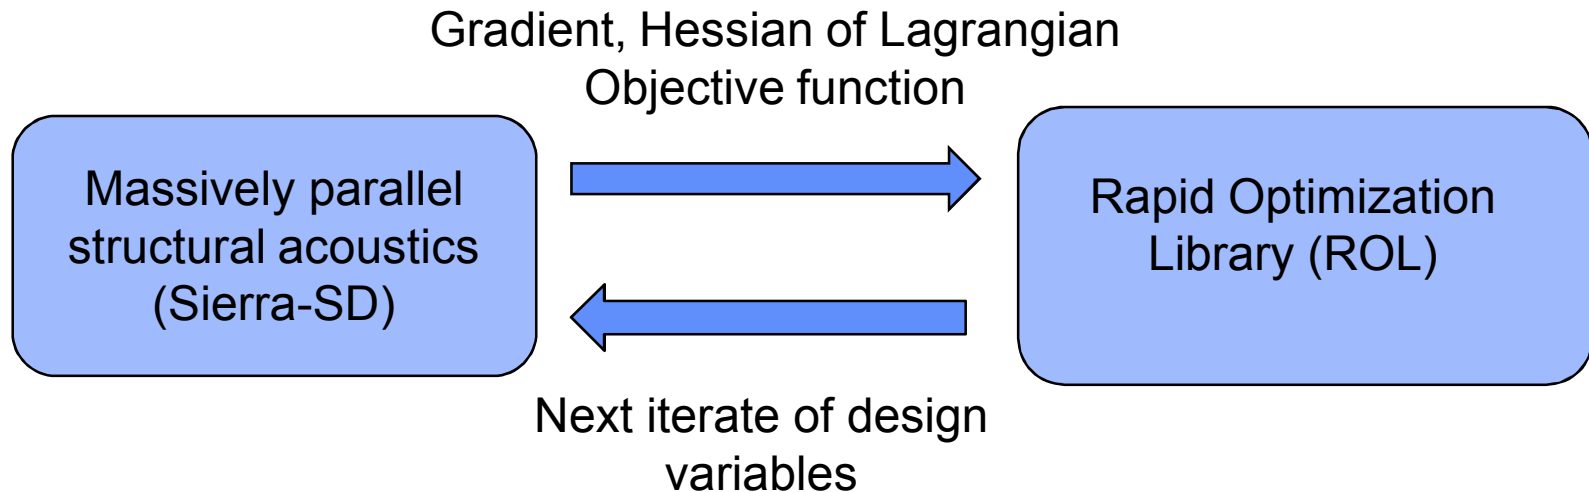 Gradient, Hessian of Lagrangian
Objective function
Massively parallel
structural acoustics
(Sierra-SD)
Rapid Optimization
Library (ROL)
Next iterate of design
variables